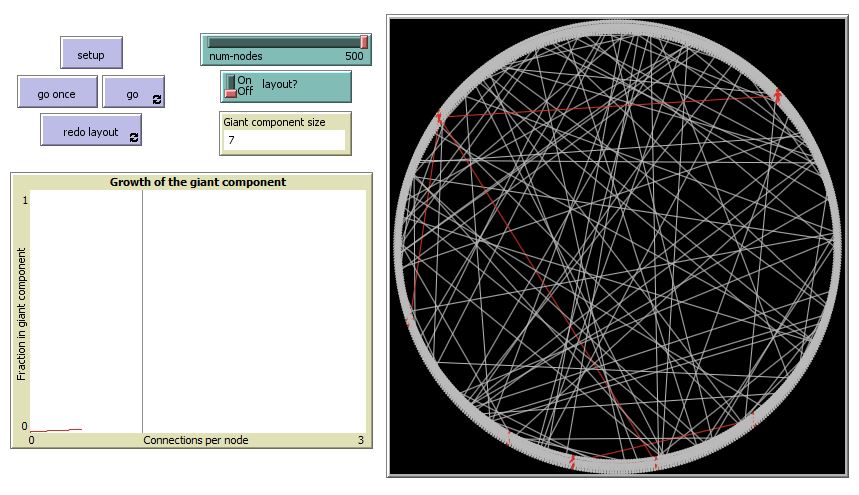 setup
num-nodes 500
go once
go
On
Off
layout?
redo layout
Giant component size
7
Growth of the giant component
1
Fraction in giant component
0
0
Connections per node
3